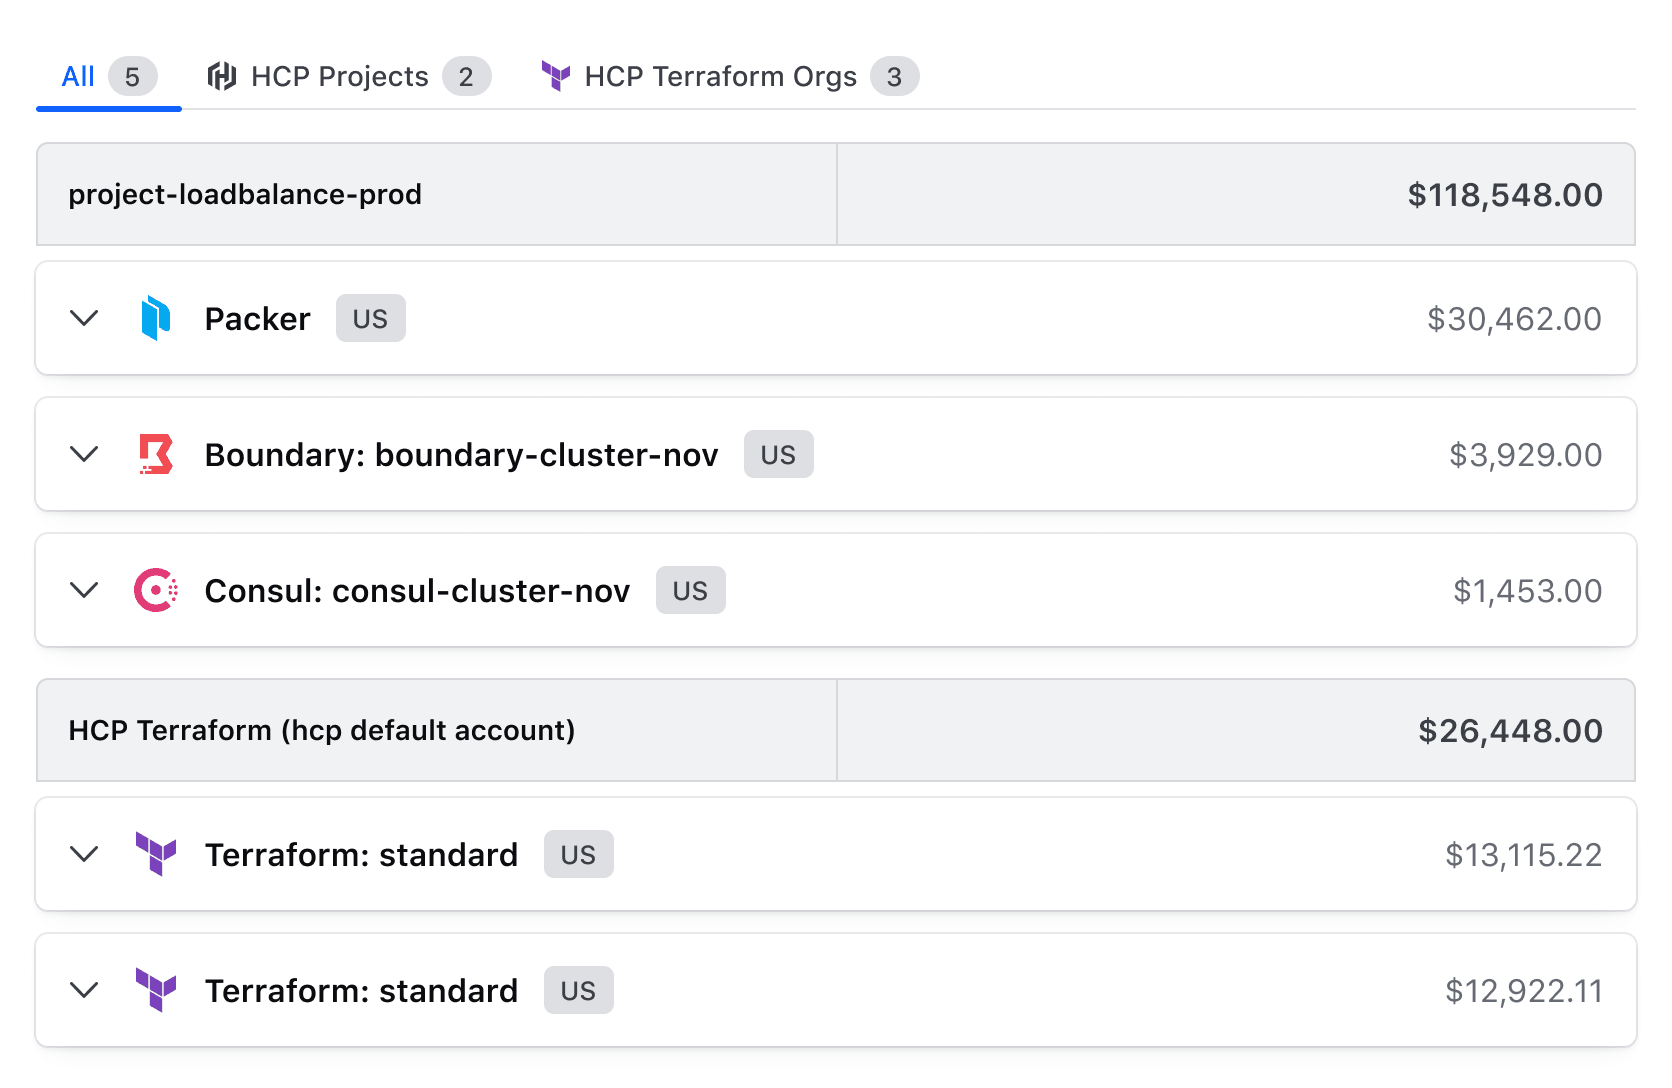 All 5 HCP Projects 2 HCP Terraform Orgs 3
project-loadbalance-prod $118,548.00
Packer US $30,462.00
Boundary: boundary-cluster-nov US $3,929.00
Consul: consul-cluster-nov US $1,453.00
HCP Terraform (hcp default account) $26,448.00
Terraform: standard US $13,115.22
Terraform: standard US $12,922.11